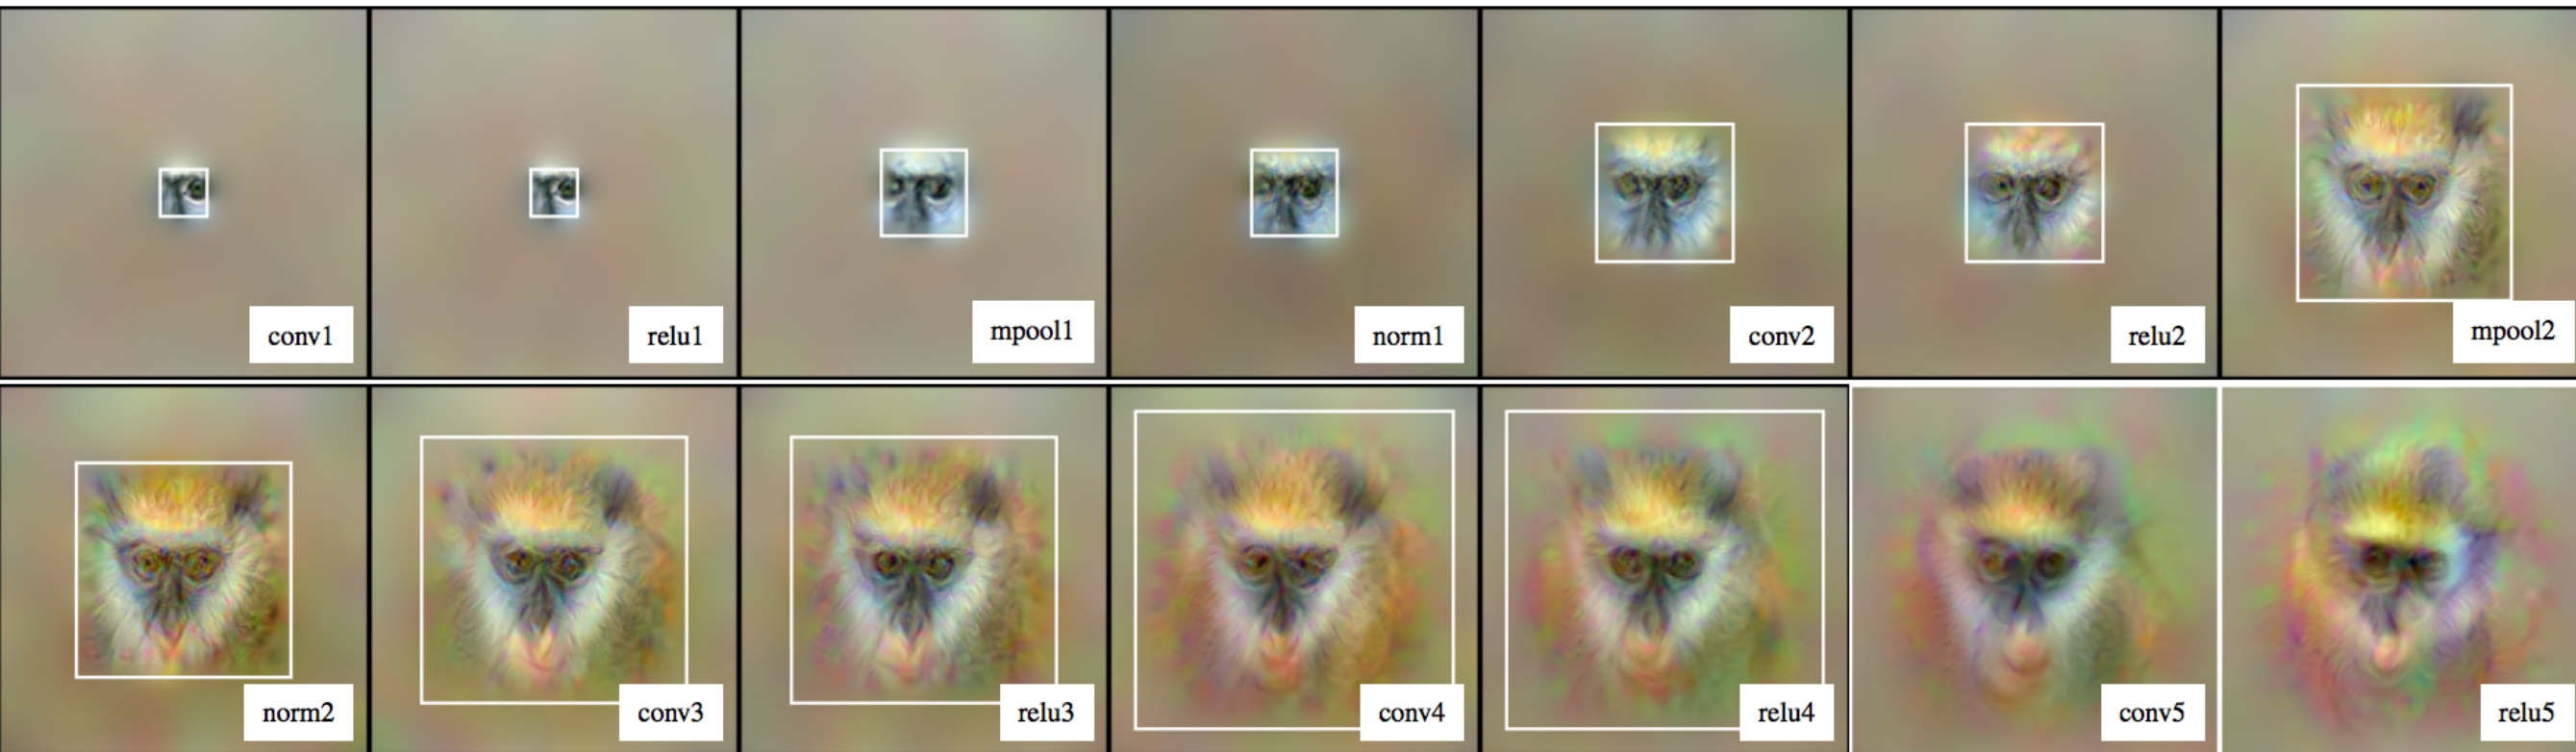 conv1
relu1
mpool1
norm1
conv2
relu2
mpool2
norm2
conv3
relu3
conv4
relu4
conv5
relu5